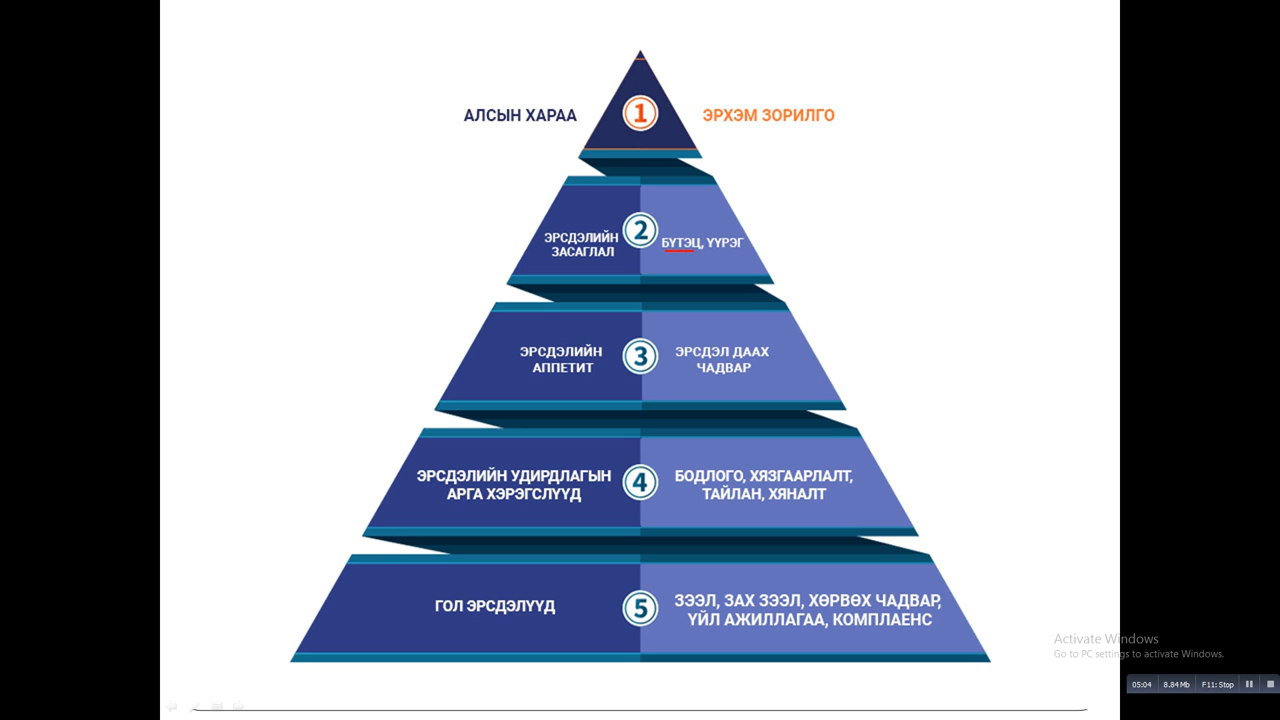 АЛСЫН ХАРАА
1
ЭРХЭМ ЗОРИЛГО
ЭРСДЭЛИЙН
ЗАСАГЛАЛ
2
БҮТЭЦ, ҮҮРЭГ
ЭРСДЭЛИЙН
АППЕТИТ
3
ЭРСДЭЛ ДААХ
ЧАДВАР
ЭРСДЭЛИЙН УДИРДЛАГЫН
АРГА ХЭРЭГСЛҮҮД
4
БОДЛОГО, ХЯЗГААРЛАЛТ,
ТАЙЛАН, ХЯНАЛТ
ГОЛ ЭРСДЭЛҮҮД
5
ЗЭЭЛ, ЗАХ ЗЭЭЛ, ХӨРВӨХ ЧАДВАР,
ҮЙЛ АЖИЛЛАГАА, КОМПЛАЕНС
Activate Windows
Go to PC settings to activate Windows.
05:04 8.84Mb F11: Stop